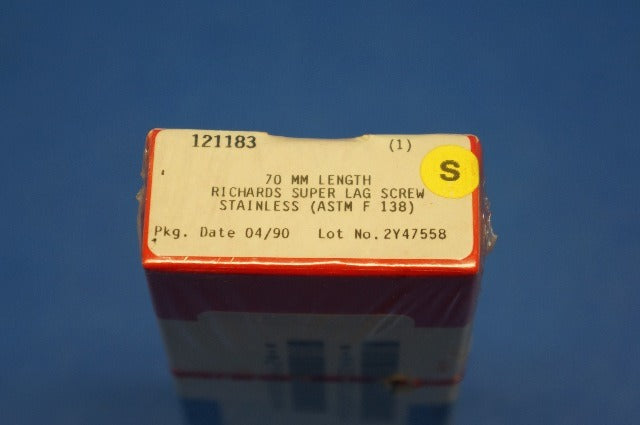 121183 (1)
S
70 MM LENGTH
RICHARDS SUPER LAG SCREW
STAINLESS (ASTM F 138)
Pkg. Date 04/90 Lot No. 2Y47558